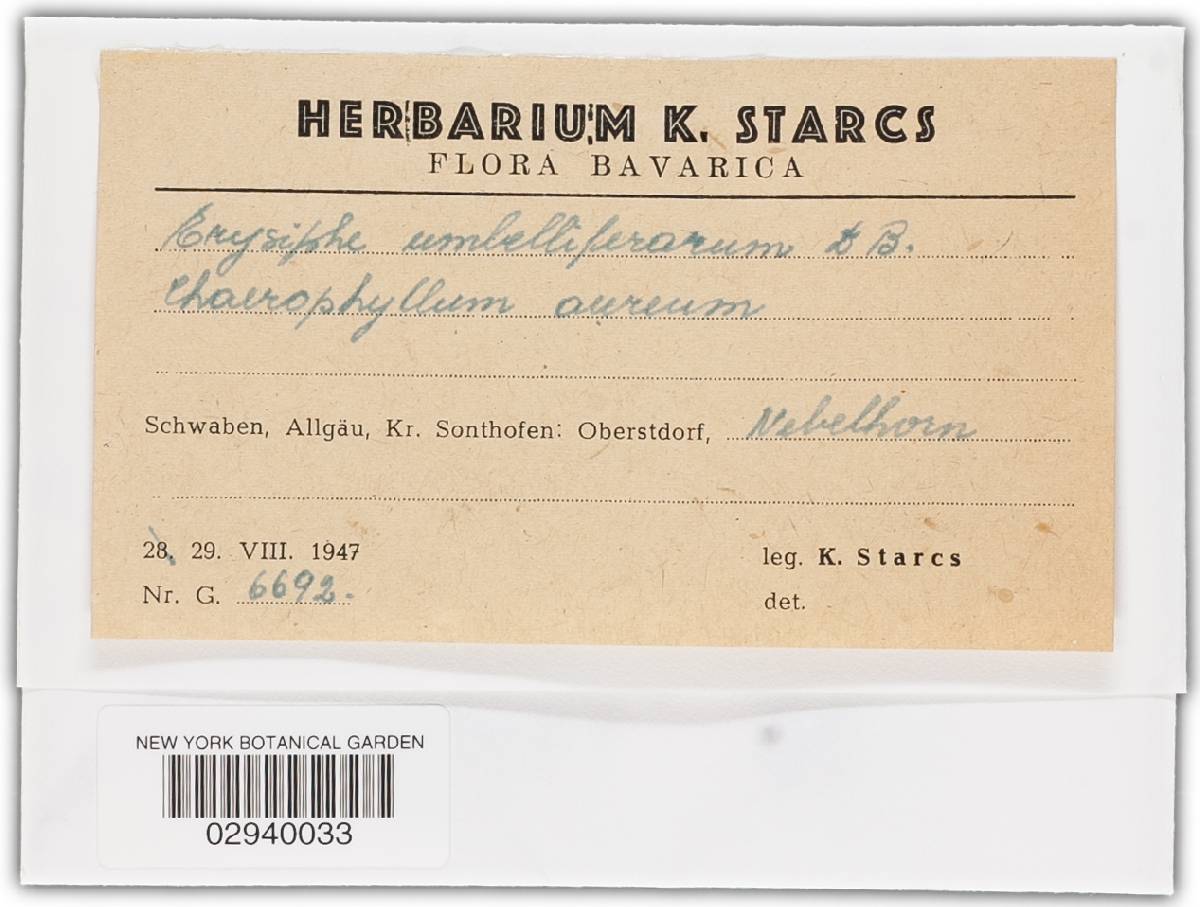 HERBARIUM K. STARCS
FLORA BAVARICA
Erysiphe umbelliferarum d B.
Chaerophyllum aureum
Schwaben, Allgäu, Kr. Sonthofen: Oberstdorf, Nebelhorn
28. 29. VIII. 1947
leg. K. Starcs
Nr. G. 6692.
det.
NEW YORK BOTANICAL GARDEN
02940033